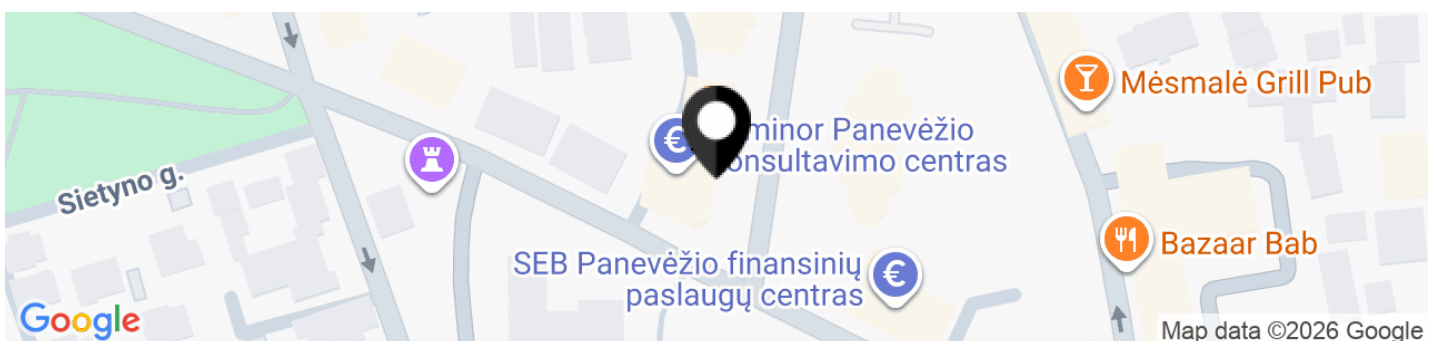 Mėsmalė Grill Pub
minor Panevėžio
onsultavimo centras
Sietyno g.
Bazaar Bab
SEB Panevėžio finansinių
paslaugų centras
Google
Map data ©2026 Google